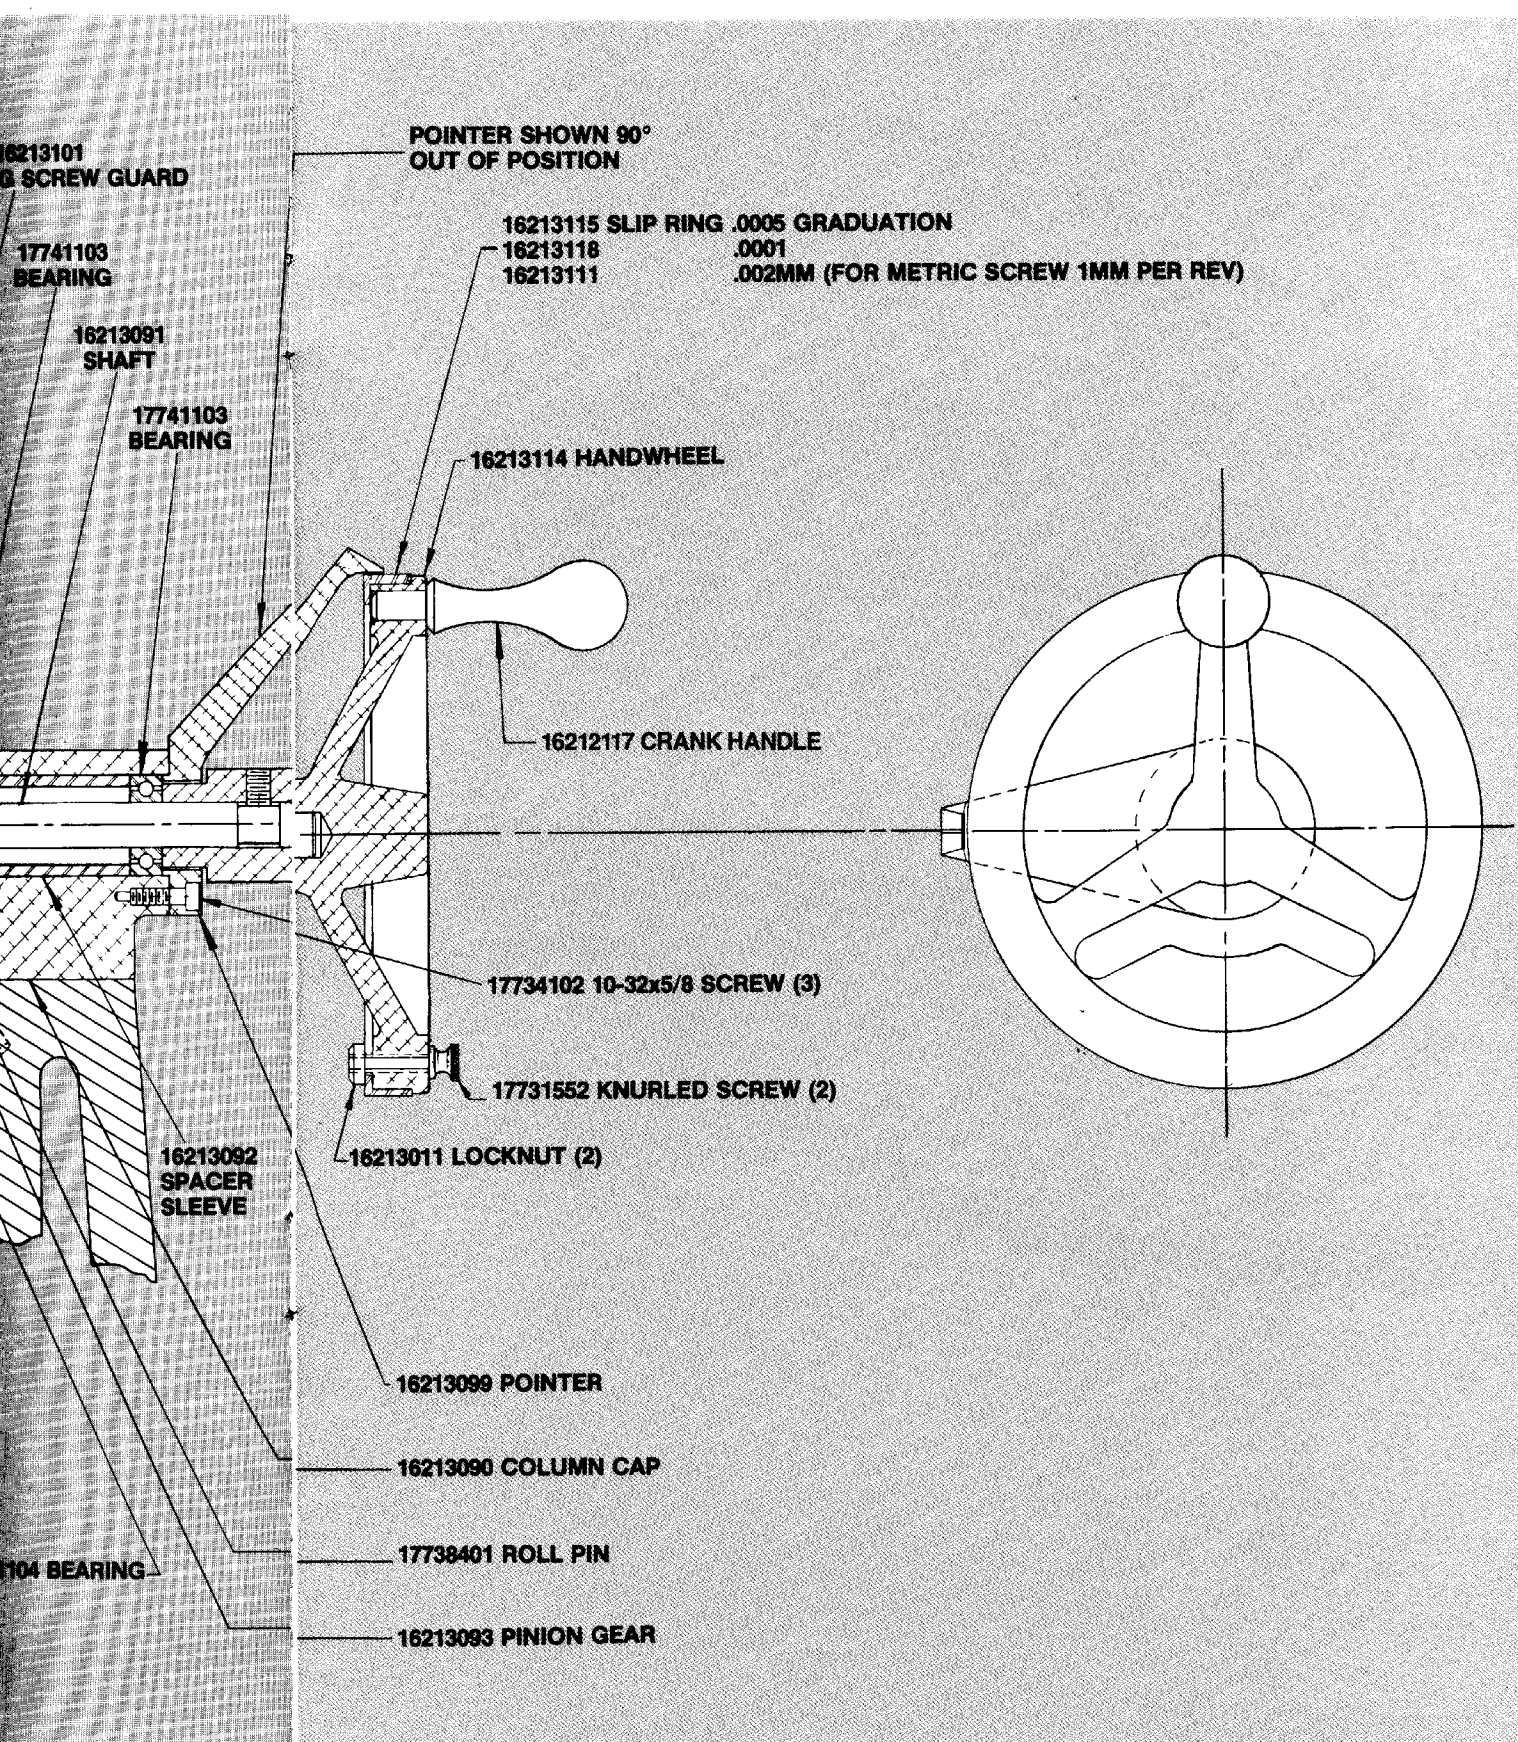 POINTER SHOWN 90°
OUT OF POSITION
16213101
G SCREW GUARD
16213115 SLIP RING .0005 GRADUATION
16213118 .0001
16213111 .002MM (FOR METRIC SCREW 1MM PER REV)
17741103
BEARING
16213091
SHAFT
17741103
BEARING
16213114 HANDWHEEL
16212117 CRANK HANDLE
17734102 10-32x5/8 SCREW (3)
17731552 KNURLED SCREW (2)
16213011 LOCKNUT (2)
16213092
SPACER
SLEEVE
16213099 POINTER
16213090 COLUMN CAP
17738401 ROLL PIN
1104 BEARING
16213093 PINION GEAR